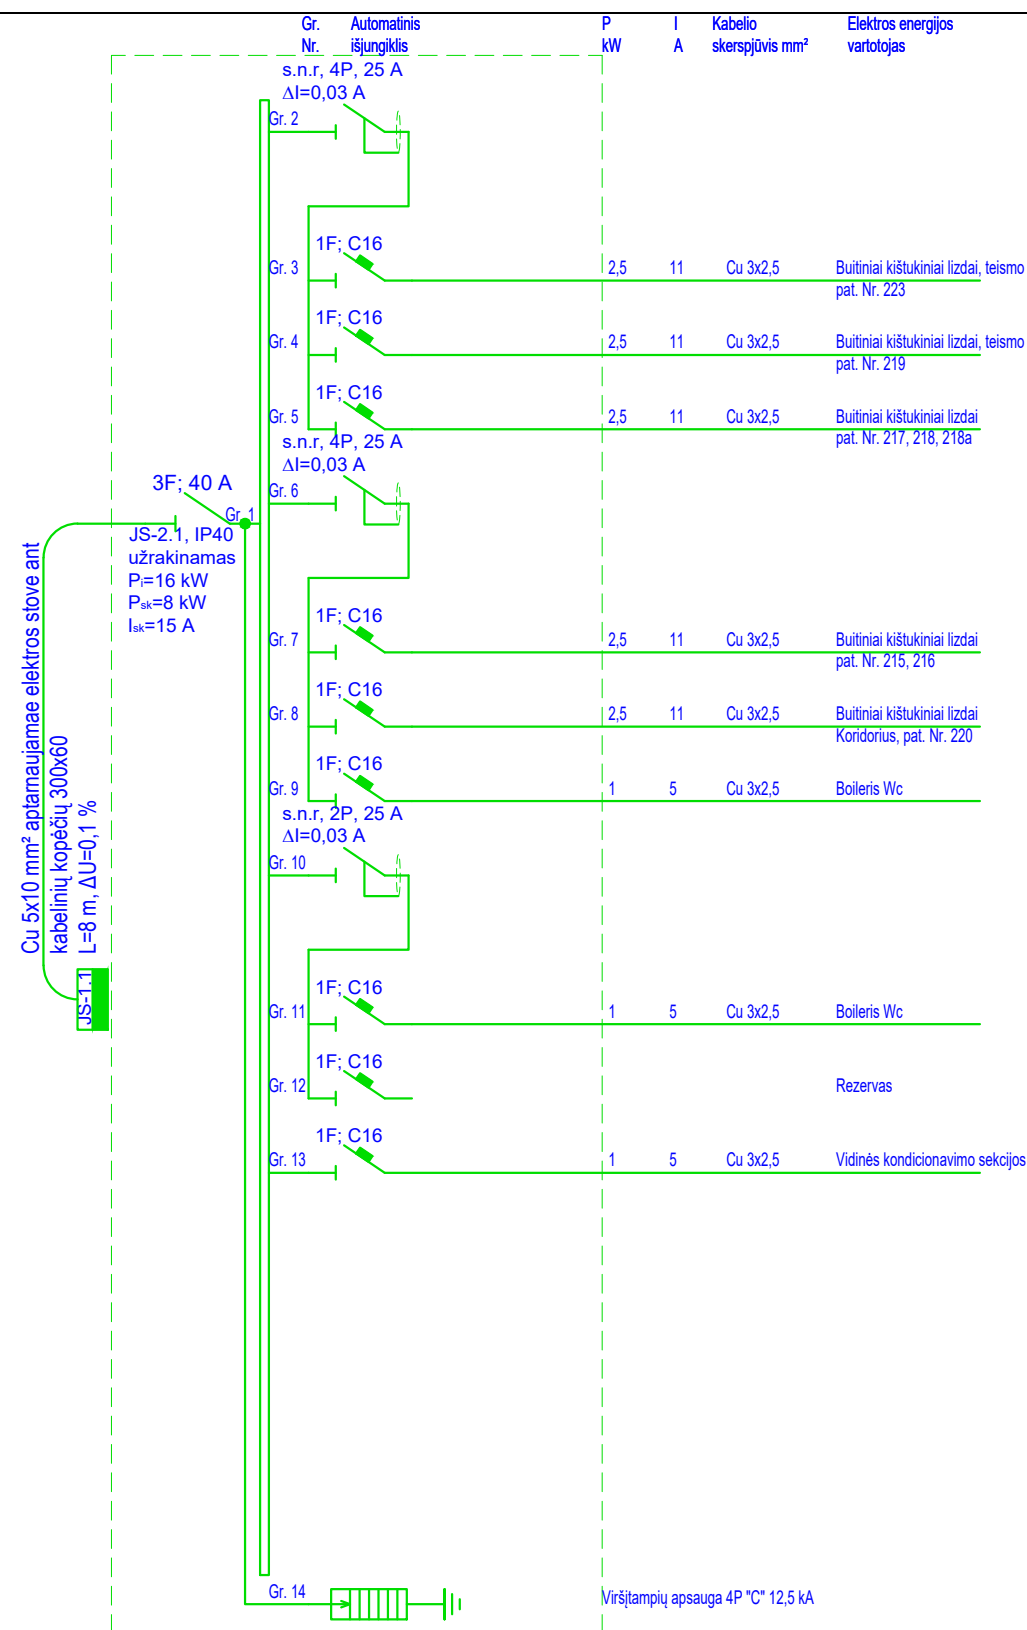 Gr. Automatinis P I Kabelio Elektros energijos
Nr. išjungiklis kW A skerspjūvis mm² vartotojas
s.n.r, 4P, 25 A
ΔI=0,03 A
Gr. 2
1F; C16
Gr. 3 2,5 11 Cu 3x2,5 Buitiniai kištukiniai lizdai, teismo
pat. Nr. 223
1F; C16
Gr. 4 2,5 11 Cu 3x2,5 Buitiniai kištukiniai lizdai, teismo
pat. Nr. 219
1F; C16
Gr. 5 2,5 11 Cu 3x2,5 Buitiniai kištukiniai lizdai
pat. Nr. 217, 218, 218a
s.n.r, 4P, 25 A
ΔI=0,03 A
Gr. 6
3F; 40 A
Gr. 1
JS-2.1, IP40
užrakinamas
Pi=16 kW
Psk=8 kW
Isk=15 A
1F; C16
Gr. 7 2,5 11 Cu 3x2,5 Buitiniai kištukiniai lizdai
pat. Nr. 215, 216
1F; C16
Gr. 8 2,5 11 Cu 3x2,5 Buitiniai kištukiniai lizdai
Koridorius, pat. Nr. 220
1F; C16
Gr. 9 1 5 Cu 3x2,5 Boileris Wc
s.n.r, 2P, 25 A
ΔI=0,03 A
Gr. 10
Cu 5x10 mm² aptarnaujamae elektros stove ant
kabelinių kopėčių 300x60
L=8 m, ΔU=0,1 %
JS-1.1
1F; C16
Gr. 11 1 5 Cu 3x2,5 Boileris Wc
1F; C16
Gr. 12 Rezervas
1F; C16
Gr. 13 1 5 Cu 3x2,5 Vidinės kondicionavimo sekcijos
Gr. 14 Viršįtampių apsauga 4P "C" 12,5 kA